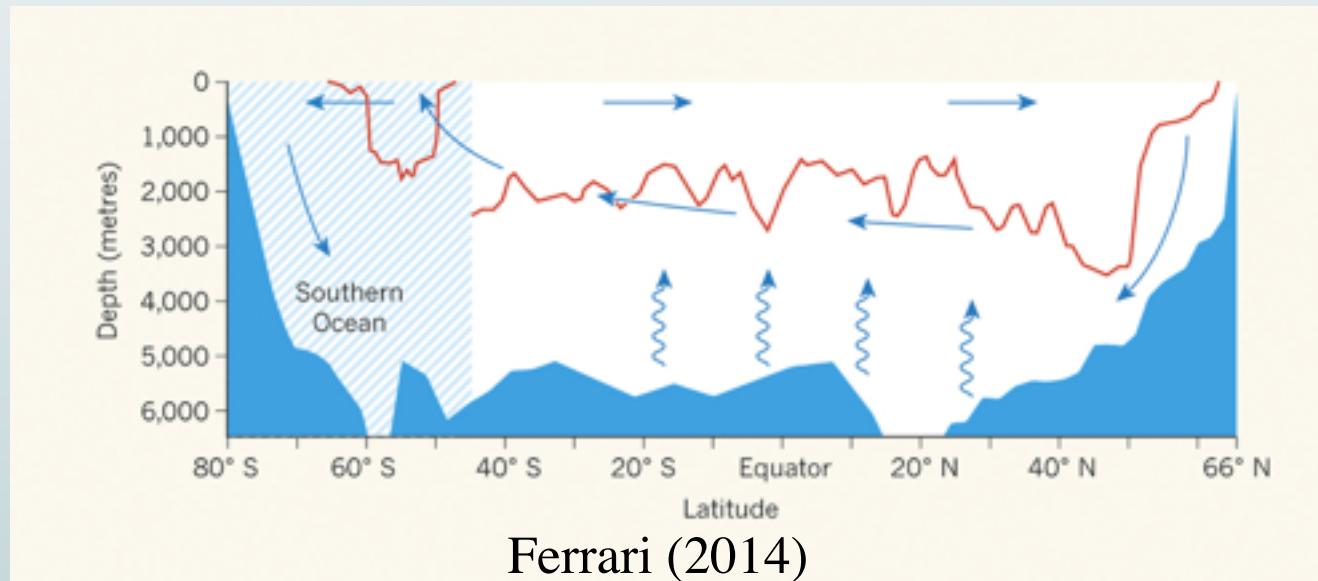 0
1,000
2,000
3,000
4,000
5,000
6,000
Depth (metres)
Southern
Ocean
80° S 60° S 40° S 20° S Equator 20° N 40° N 66° N
Latitude
Ferrari (2014)